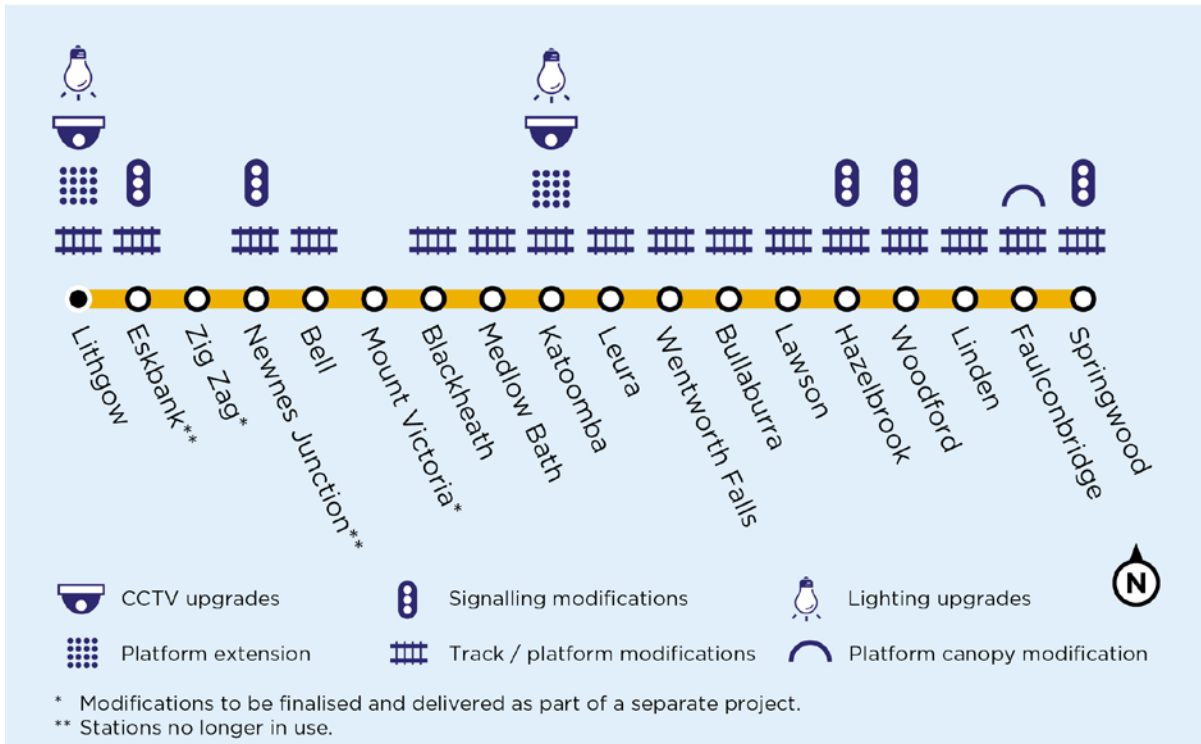 Lithgow
Eskbank**
Zig Zag*
Newnes Junction**
Bell
Mount Victoria*
Blackheath
Medlow Bath
Katoomba
Leura
Wentworth Falls
Bullaburra
Lawson
Hazelbrook
Woodford
Linden
Faulconbridge
Springwood
N
CCTV upgrades
Signalling modifications
Lighting upgrades
Platform extension
Track / platform modifications
Platform canopy modification
* Modifications to be finalised and delivered as part of a separate project.
** Stations no longer in use.